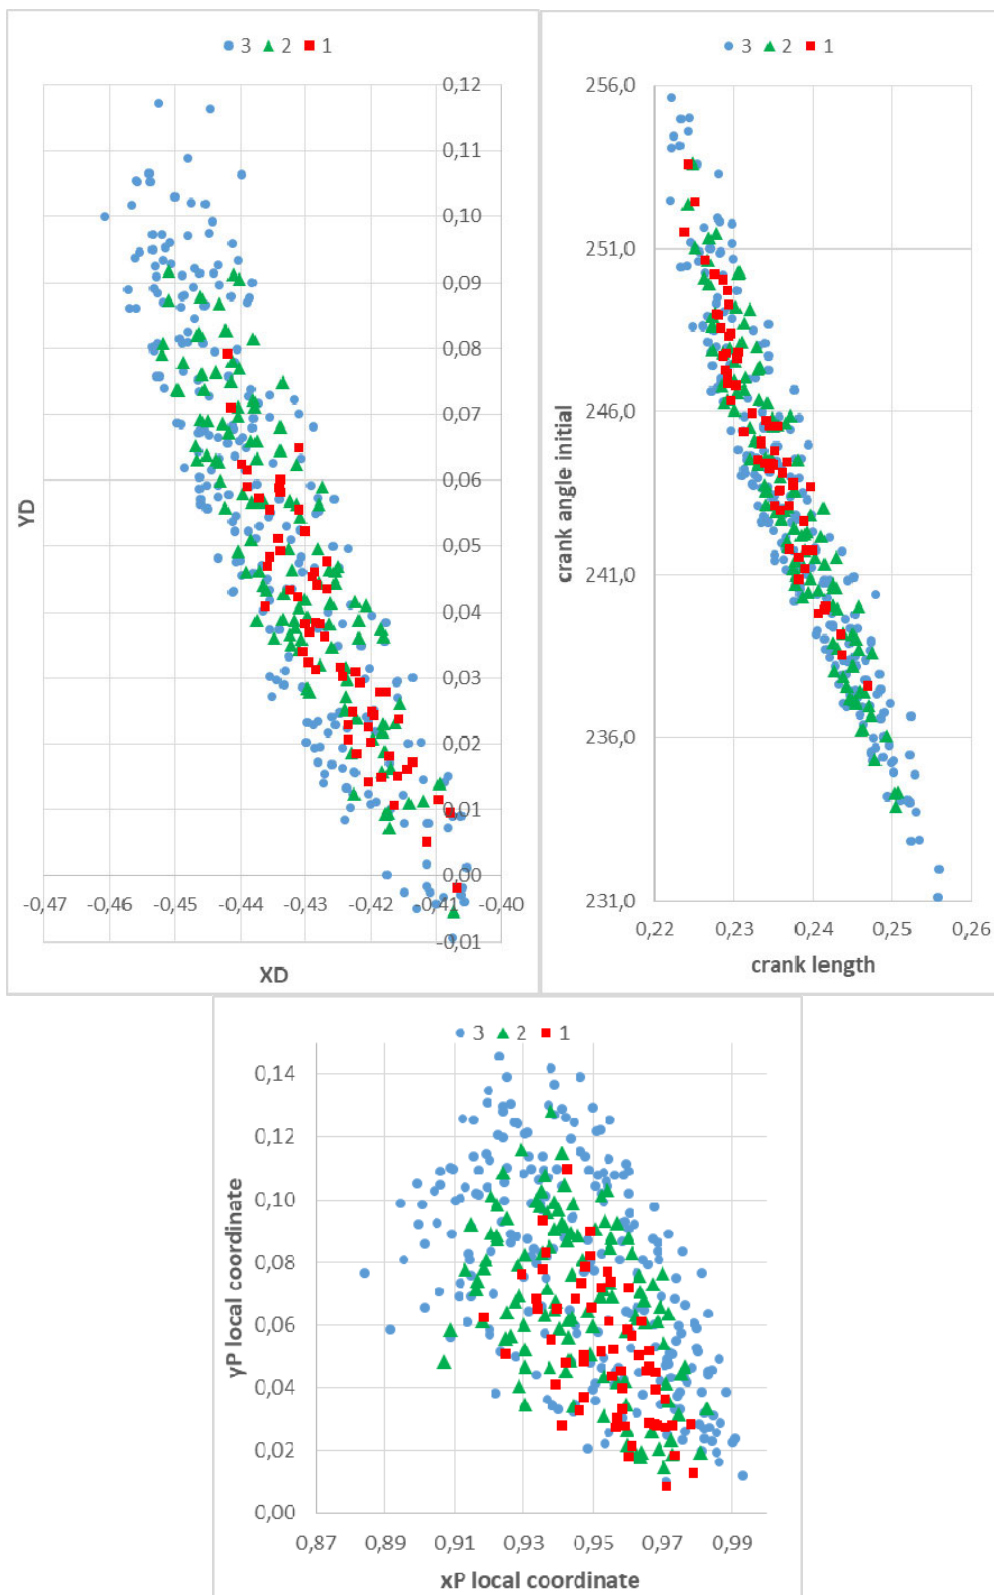 3 2 1
0,12
0,11
0,10
0,09
0,08
0,07
0,06
0,05
0,04
0,03
0,02
0,01
0,00
-0,01
YD
-0,47 -0,46 -0,45 -0,44 -0,43 -0,42 -0,41 -0,40
XD
3 2 1
256,0
251,0
246,0
241,0
236,0
231,0
crank angle initial
0,22 0,23 0,24 0,25 0,26
crank length
3 2 1
0,14
0,12
0,10
0,08
0,06
0,04
0,02
0,00
yP local coordinate
0,87 0,89 0,91 0,93 0,95 0,97 0,99
xP local coordinate